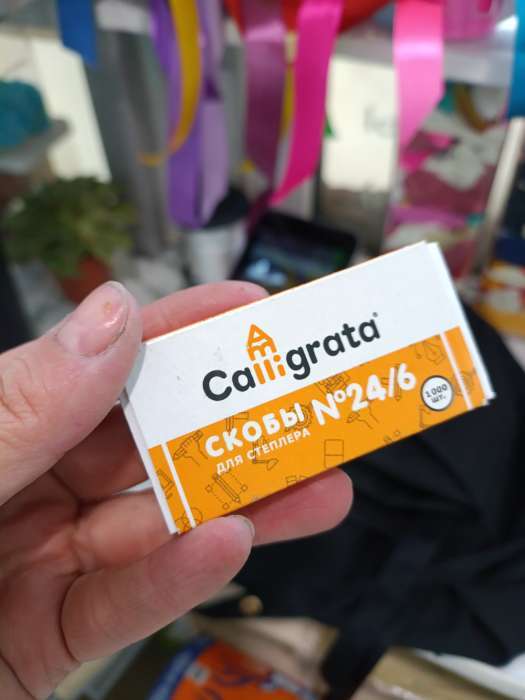 Calligrata®
СКОБЫ №24/6
ДЛЯ СТЕПЛЕРА
1000
шт.